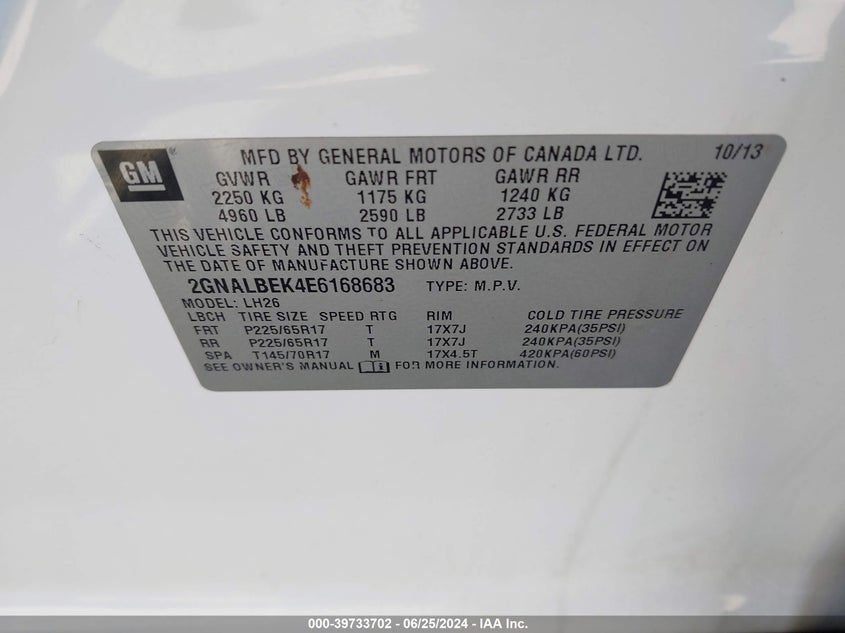 GM ® MFD BY GENERAL MOTORS OF CANADA LTD. 10/13
GVWR GAWR FRT GAWR RR
2250 KG 1175 KG 1240 KG
4960 LB 2590 LB 2733 LB
THIS VEHICLE CONFORMS TO ALL APPLICABLE U.S. FEDERAL MOTOR
VEHICLE SAFETY AND THEFT PREVENTION STANDARDS IN EFFECT ON
THE DATE OF MANUFACTURE SHOWN ABOVE.
2GNALBEK4E6168683 TYPE: M.P.V.
MODEL: LH26
LBCH TIRE SIZE SPEED RTG RIM COLD TIRE PRESSURE
FRT P225/65R17 T 17X7J 240KPA(35PSI)
RR P225/65R17 T 17X7J 240KPA(35PSI)
SPA T145/70R17 M 17X4.5T 420KPA(60PSI)
SEE OWNER'S MANUAL i FOR MORE INFORMATION.
000-39733702 - 06/25/2024 - IAA Inc.